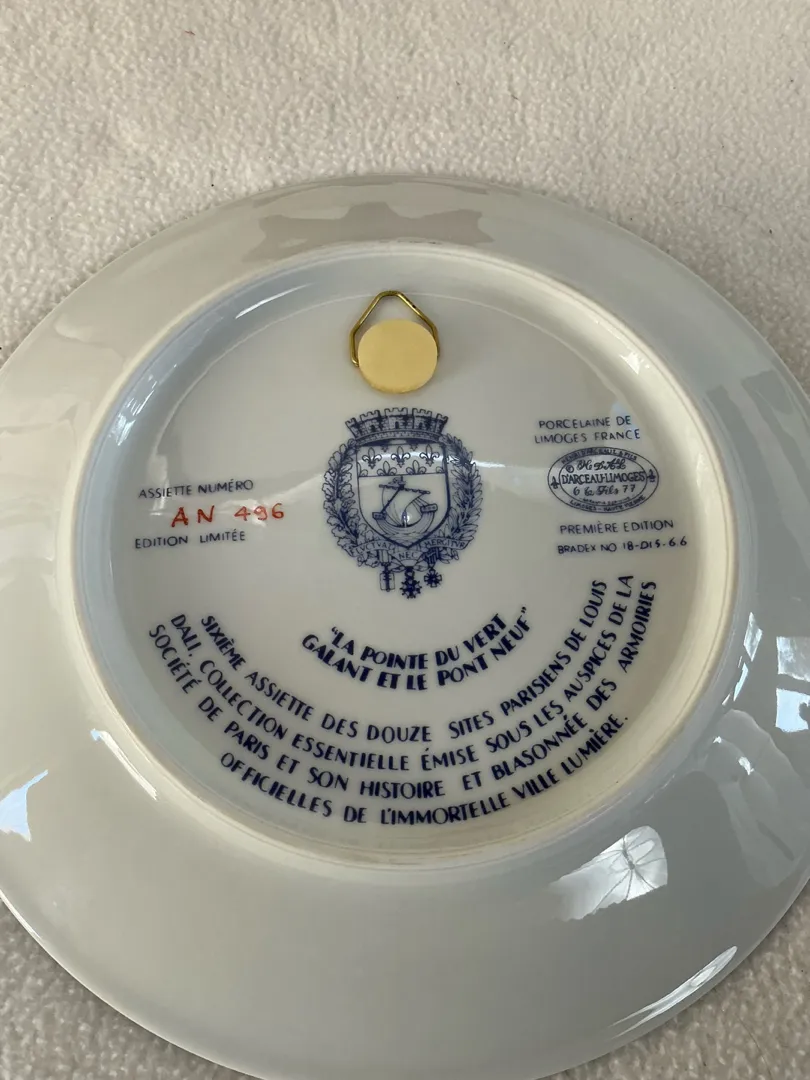 PORCELAINE DE
LIMOGES FRANCE
D'ARCEAU-LIMOGES
& ses Fils 77
PREMIÈRE EDITION
BRADEX NO 18-D15-6.6
ASSIETTE NUMÉRO
AN 496
EDITION LIMITÉE
"LA POINTE DU VERT
GALANT ET LE PONT NEUF"
SIXIÈME ASSIETTE DES DOUZE SITES PARISIENS DE LOUIS
DALI. COLLECTION ESSENTIELLE ÉMISE SOUS LES AUSPICES DE LA
SOCIÉTÉ DE PARIS ET SON HISTOIRE ET BLASONNÉE DES ARMOIRIES
OFFICIELLES DE L'IMMORTELLE VILLE LUMIÈRE.